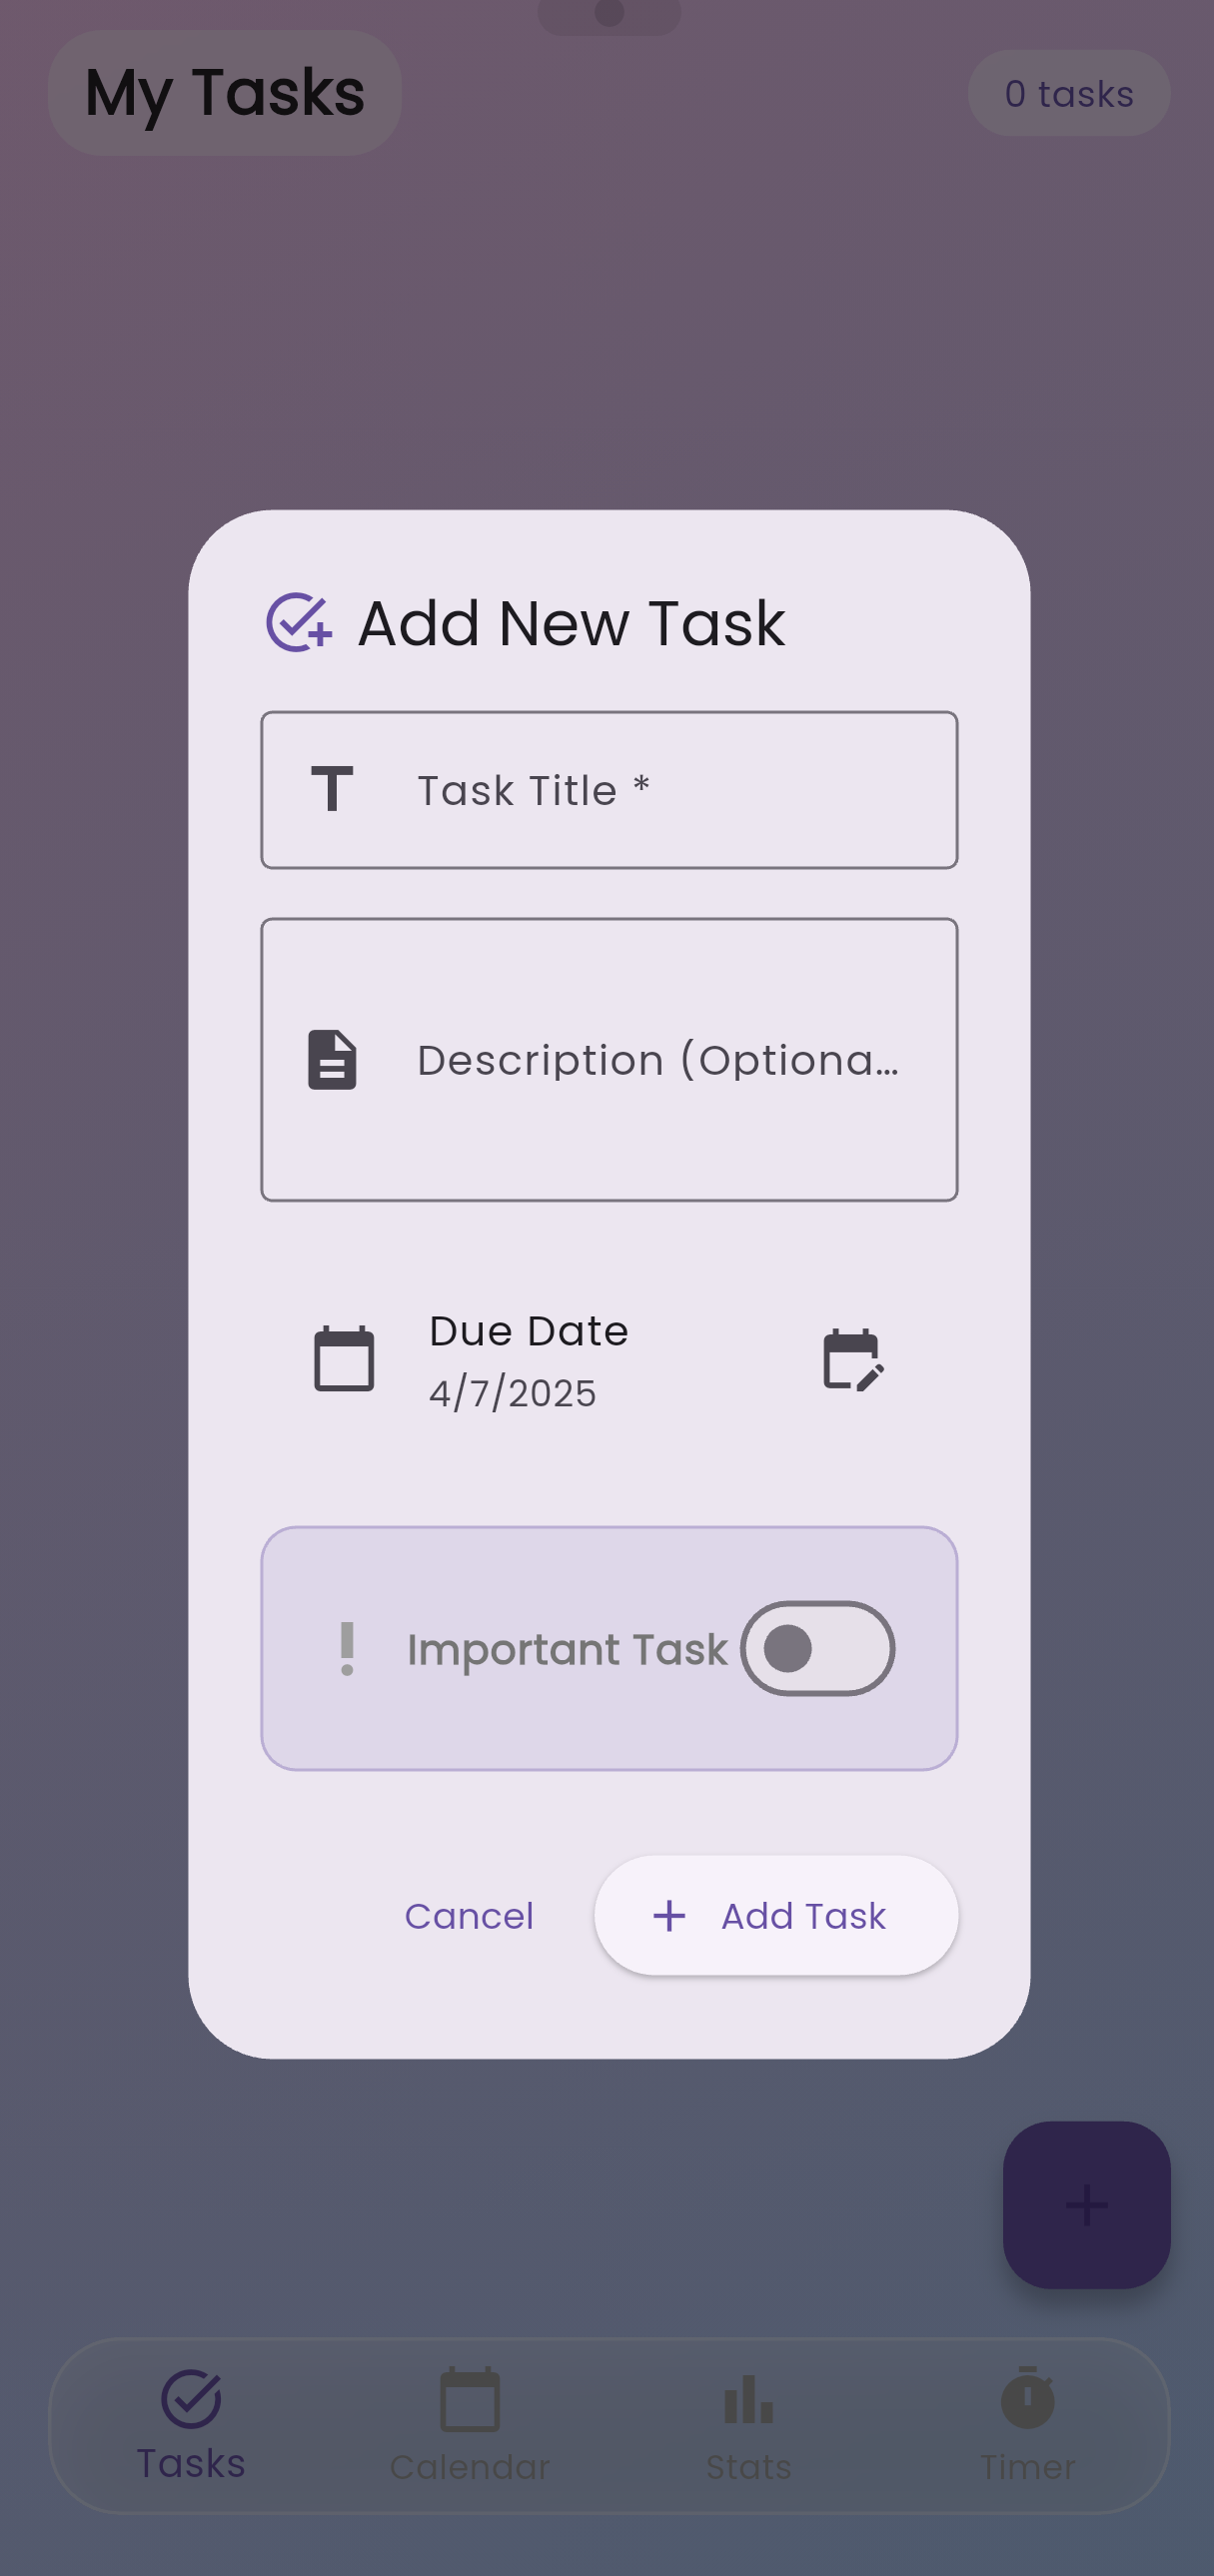 My Tasks
0 tasks
Add New Task
Task Title *
Description (Optiona...
Due Date
4/7/2025
Important Task
Cancel
Add Task
Tasks
Calendar
Stats
Timer